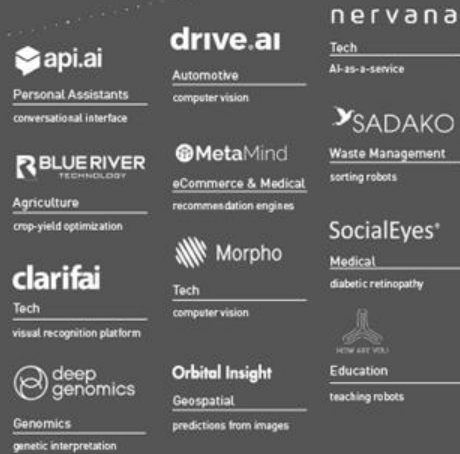 api.ai
Personal Assistants
conversational interface
BLUERIVER
TECHNOLOGY
Agriculture
crop-yield optimization
clarifai
Tech
visual recognition platform
deep
genomics
Genomics
genetic interpretation
drive.ai
Automotive
computer vision
MetaMind
eCommerce & Medical
recommendation engines
Morpho
Tech
computer vision
Orbital Insight
Geospatial
predictions from images
nervana
Tech
AI-as-a-service
SADAKO
Waste Management
sorting robots
SocialEyes*
Medical
diabetic retinopathy
HOW ARE YOU
Education
teaching robots